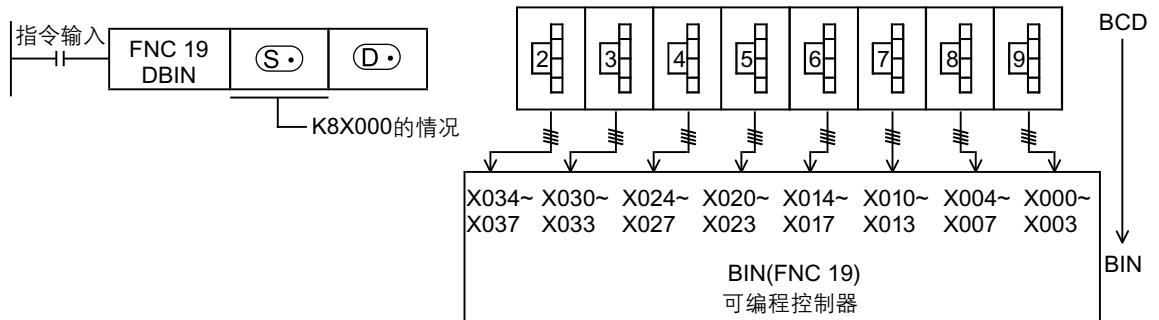 指令输入
FNC 19
DBIN
S·
D·
K8X000的情况
2 3 4 5 6 7 8 9
BCD
X034~ X030~ X024~ X020~ X014~ X010~ X004~ X000~
X037 X033 X027 X023 X017 X013 X007 X003
BIN(FNC 19)
可编程控制器
BIN